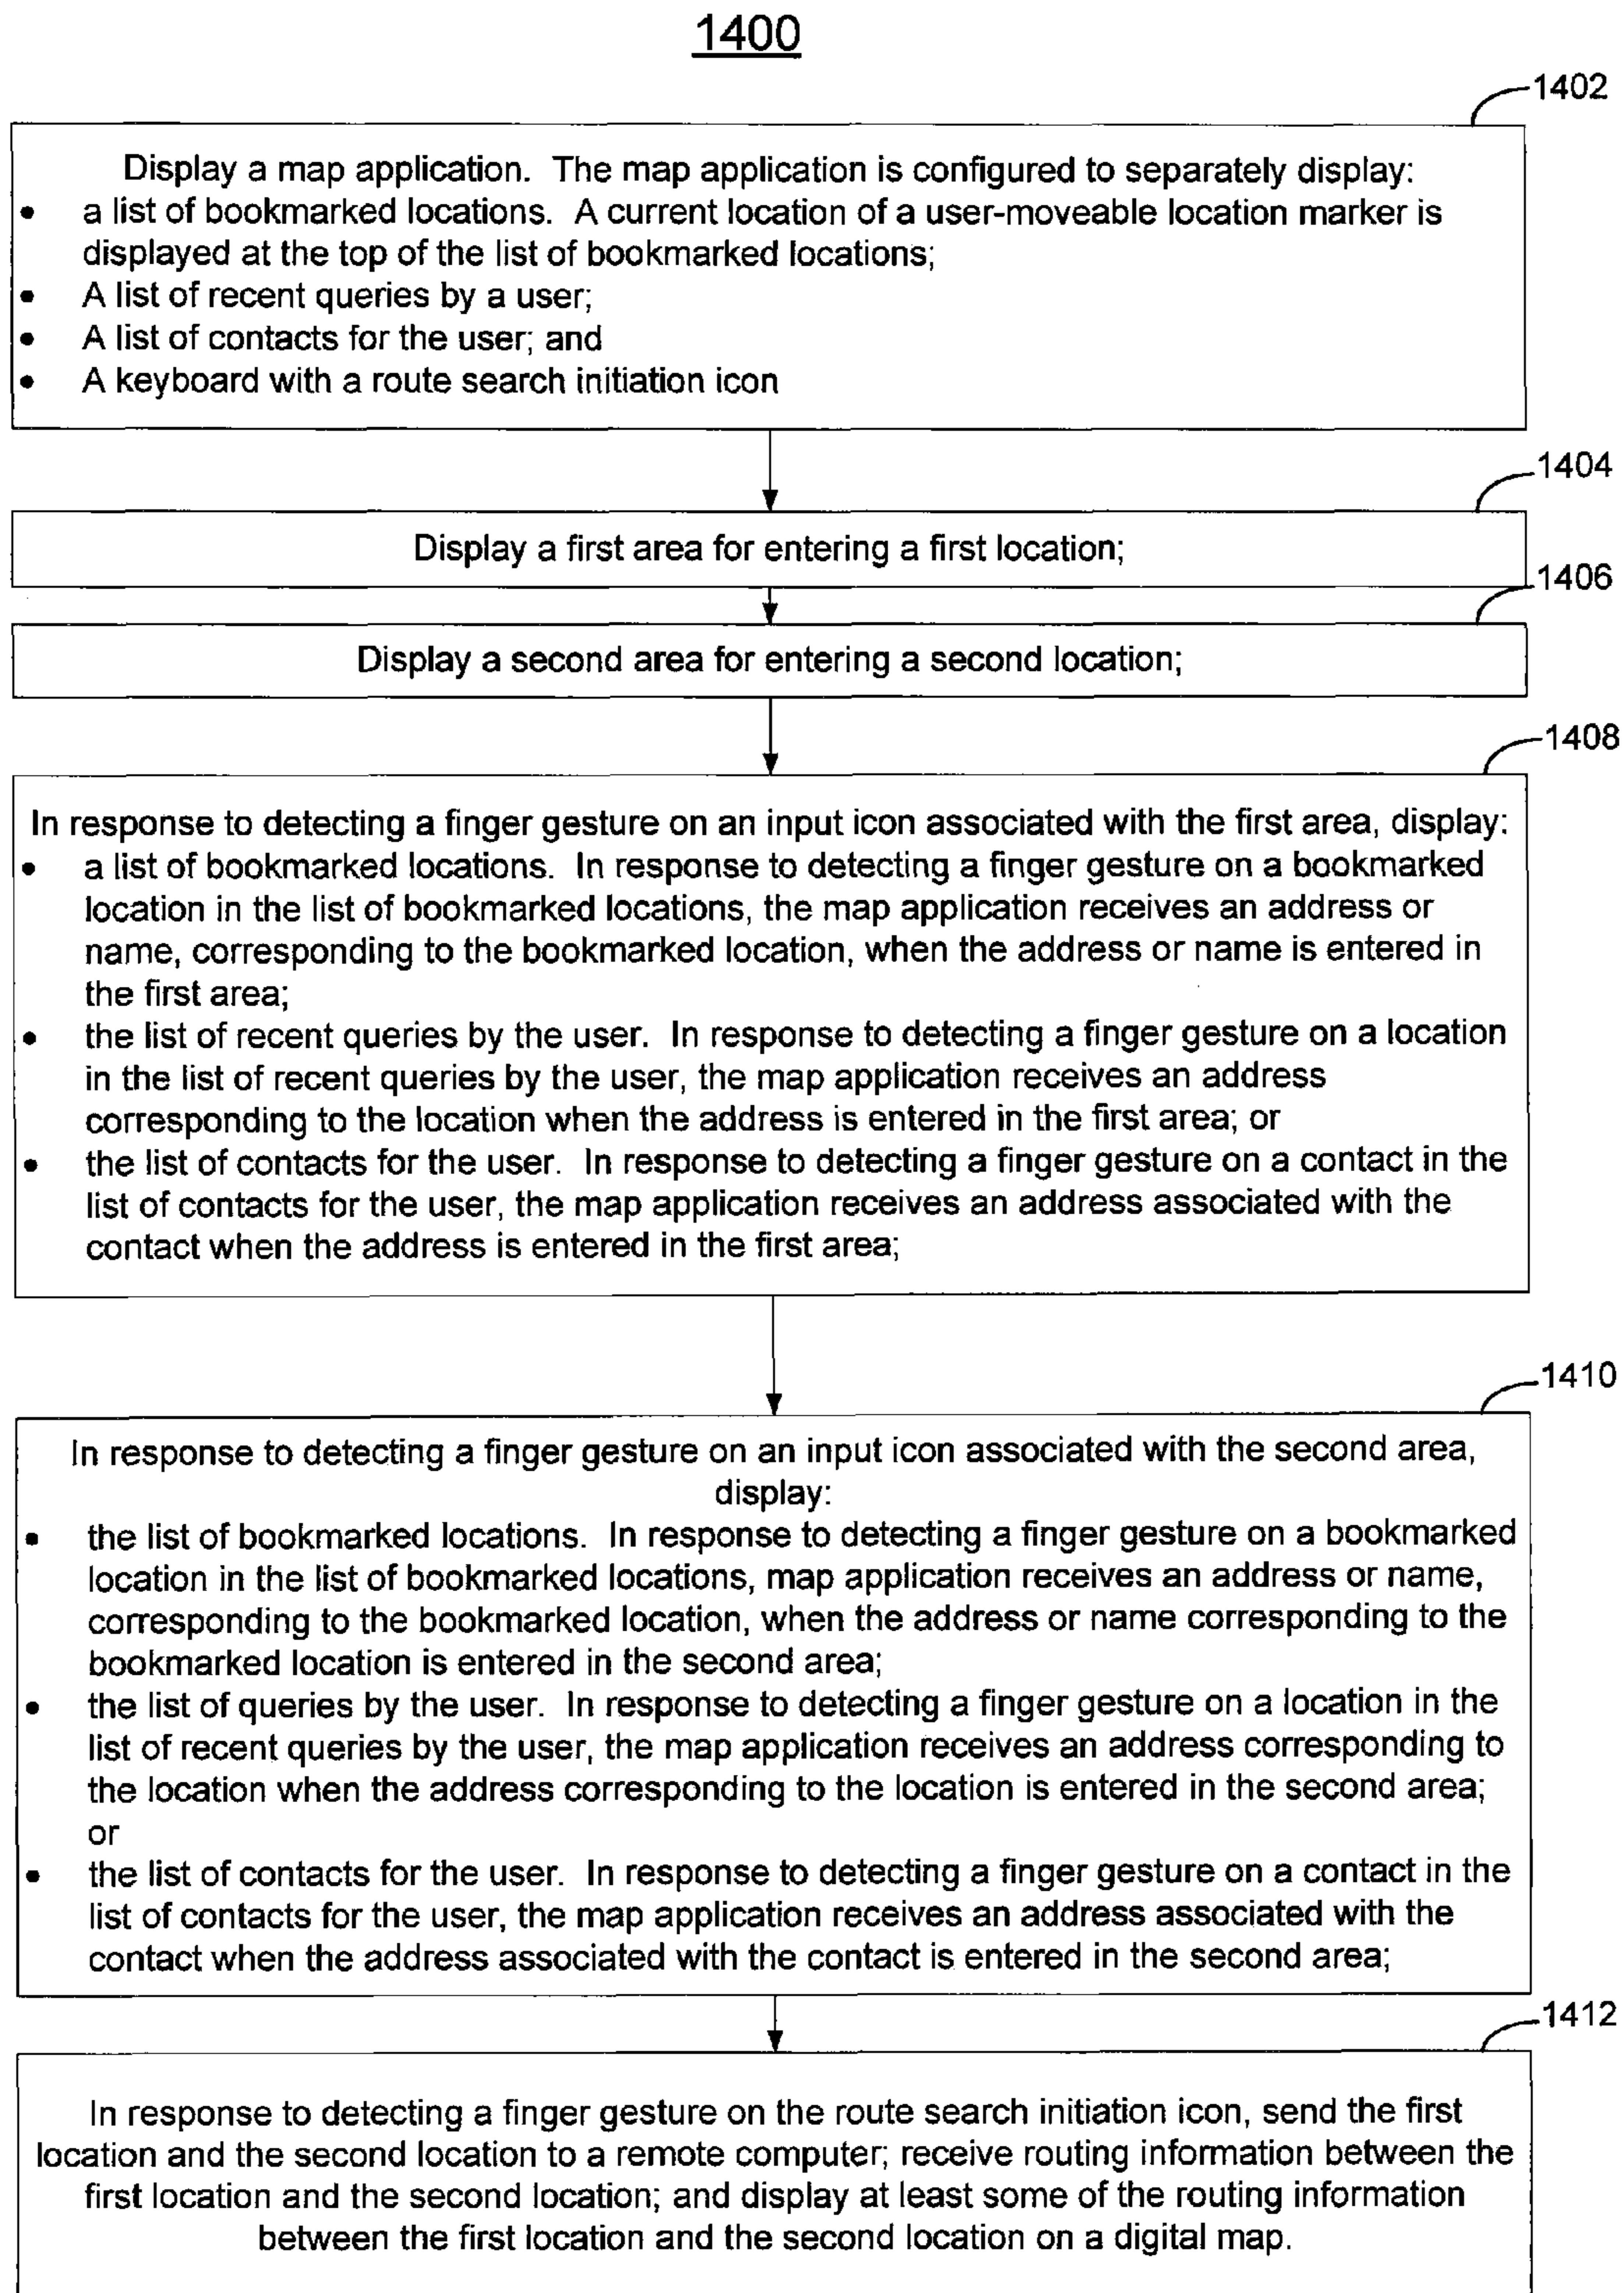 1400
1402
Display a map application. The map application is configured to separately display:
• a list of bookmarked locations. A current location of a user-moveable location marker is
displayed at the top of the list of bookmarked locations;
• A list of recent queries by a user;
• A list of contacts for the user; and
• A keyboard with a route search initiation icon
1404
Display a first area for entering a first location;
1406
Display a second area for entering a second location;
1408
In response to detecting a finger gesture on an input icon associated with the first area, display:
• a list of bookmarked locations. In response to detecting a finger gesture on a bookmarked
location in the list of bookmarked locations, the map application receives an address or
name, corresponding to the bookmarked location, when the address or name is entered in
the first area;
• the list of recent queries by the user. In response to detecting a finger gesture on a location
in the list of recent queries by the user, the map application receives an address
corresponding to the location when the address is entered in the first area; or
• the list of contacts for the user. In response to detecting a finger gesture on a contact in the
list of contacts for the user, the map application receives an address associated with the
contact when the address is entered in the first area;
1410
In response to detecting a finger gesture on an input icon associated with the second area,
display:
• the list of bookmarked locations. In response to detecting a finger gesture on a bookmarked
location in the list of bookmarked locations, map application receives an address or name,
corresponding to the bookmarked location, when the address or name corresponding to the
bookmarked location is entered in the second area;
• the list of queries by the user. In response to detecting a finger gesture on a location in the
list of recent queries by the user, the map application receives an address corresponding to
the location when the address corresponding to the location is entered in the second area;
or
• the list of contacts for the user. In response to detecting a finger gesture on a contact in the
list of contacts for the user, the map application receives an address associated with the
contact when the address associated with the contact is entered in the second area;
1412
In response to detecting a finger gesture on the route search initiation icon, send the first
location and the second location to a remote computer; receive routing information between the
first location and the second location; and display at least some of the routing information
between the first location and the second location on a digital map.